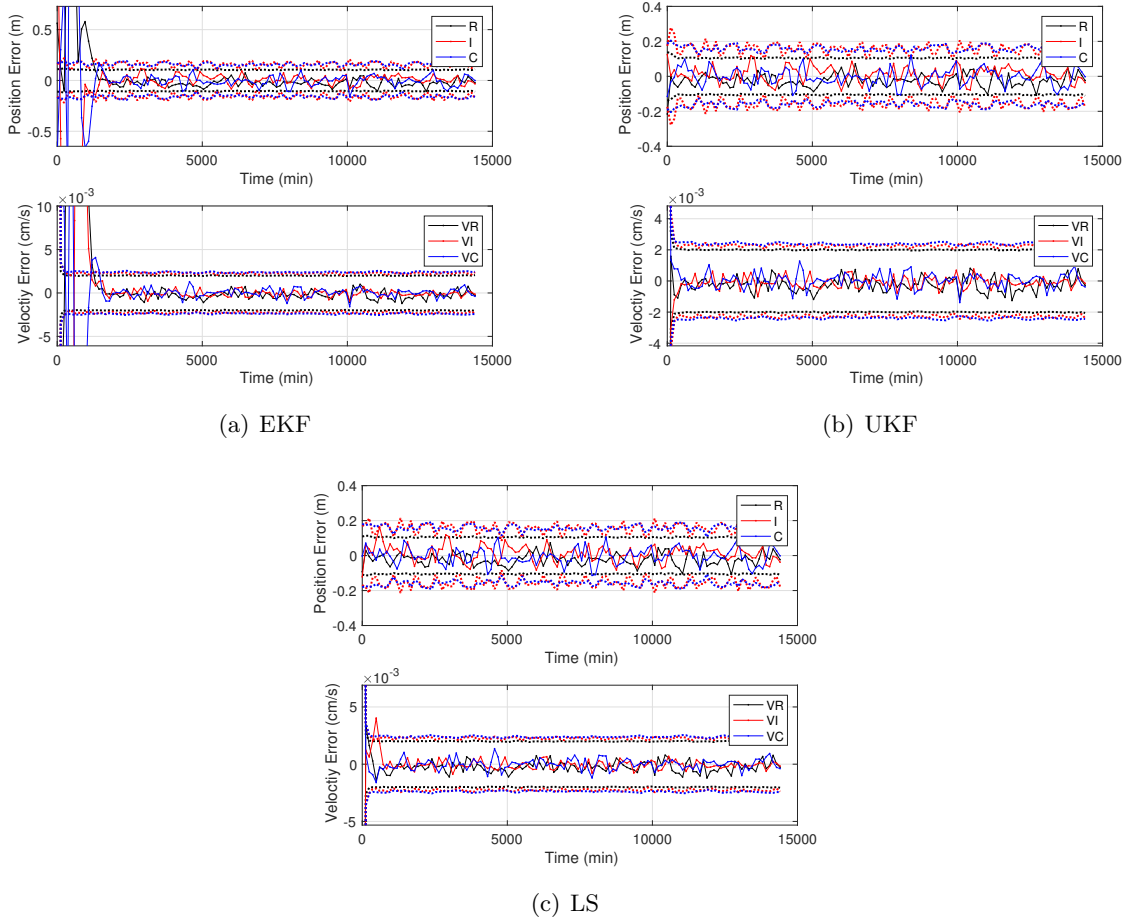 0.5
0
-0.5
Position Error (m)
R
I
C
0 5000 10000 15000
Time (min)
×10-3
10
5
0
-5
Veloctiy Error (cm/s)
VR
VI
VC
0 5000 10000 15000
Time (min)
(a) EKF
0.4
0.2
0
-0.2
-0.4
Position Error (m)
R
I
C
0 5000 10000 15000
Time (min)
×10-3
4
2
0
-2
-4
Veloctiy Error (cm/s)
VR
VI
VC
0 5000 10000 15000
Time (min)
(b) UKF
0.4
0.2
0
-0.2
-0.4
Position Error (m)
R
I
C
0 5000 10000 15000
Time (min)
×10-3
5
0
-5
Veloctiy Error (cm/s)
VR
VI
VC
0 5000 10000 15000
Time (min)
(c) LS